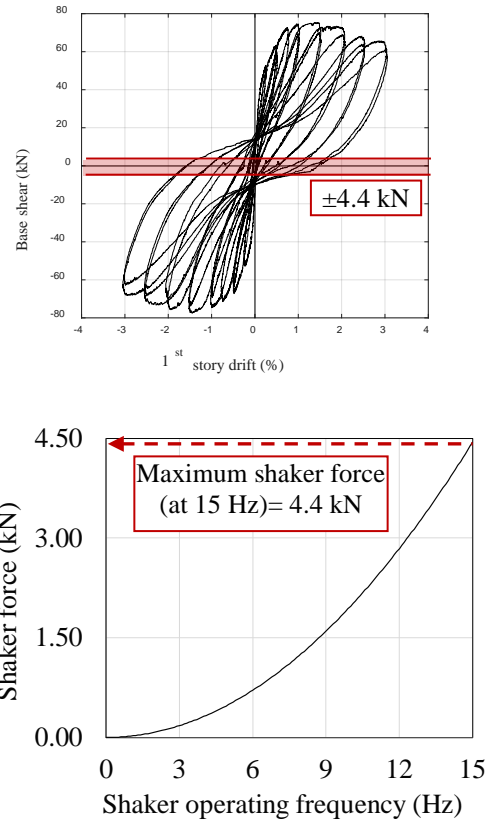 80
60
40
20
0
-20
-40
-60
-80
Base shear (kN)
±4.4 kN
-4 -3 -2 -1 0 1 2 3 4
1 st story drift (%)
4.50
3.00
1.50
0.00
Shaker force (kN)
Maximum shaker force
(at 15 Hz)= 4.4 kN
0 3 6 9 12 15
Shaker operating frequency (Hz)